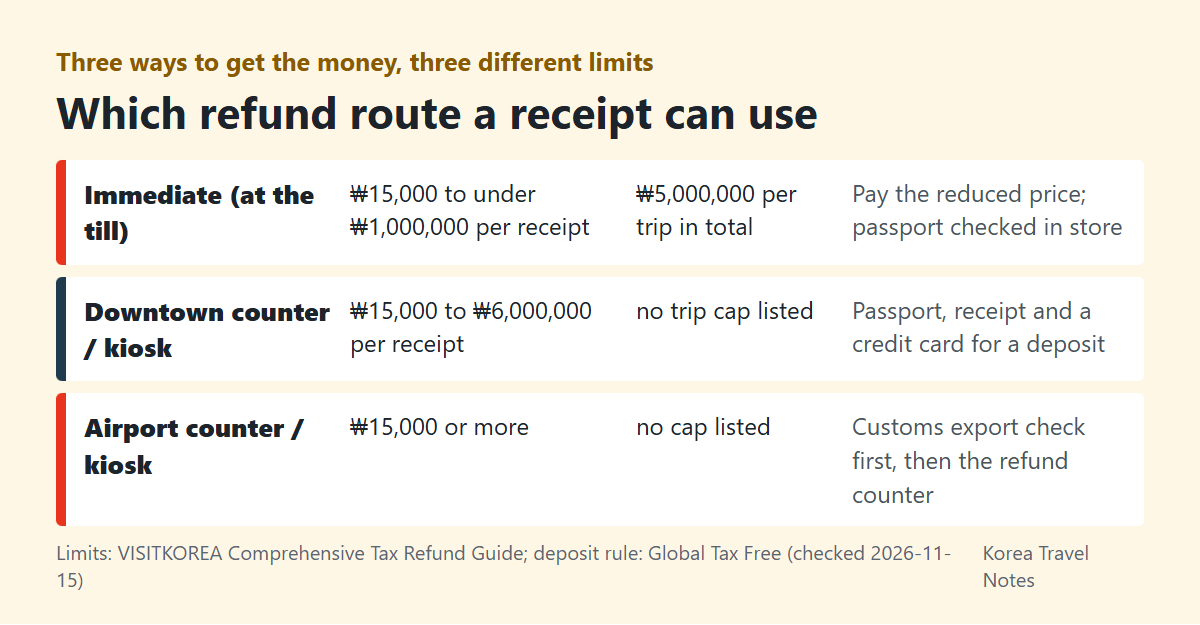 Three ways to get the money, three different limits
Which refund route a receipt can use
Immediate (at the
till)
₩15,000 to under
₩1,000,000 per receipt
₩5,000,000 per
trip in total
Pay the reduced price;
passport checked in store
Downtown counter
/ kiosk
₩15,000 to ₩6,000,000
per receipt
no trip cap listed
Passport, receipt and a
credit card for a deposit
Airport counter /
kiosk
₩15,000 or more
no cap listed
Customs export check
first, then the refund
counter
Limits: VISITKOREA Comprehensive Tax Refund Guide; deposit rule: Global Tax Free (checked 2026-11-
15)
Korea Travel
Notes